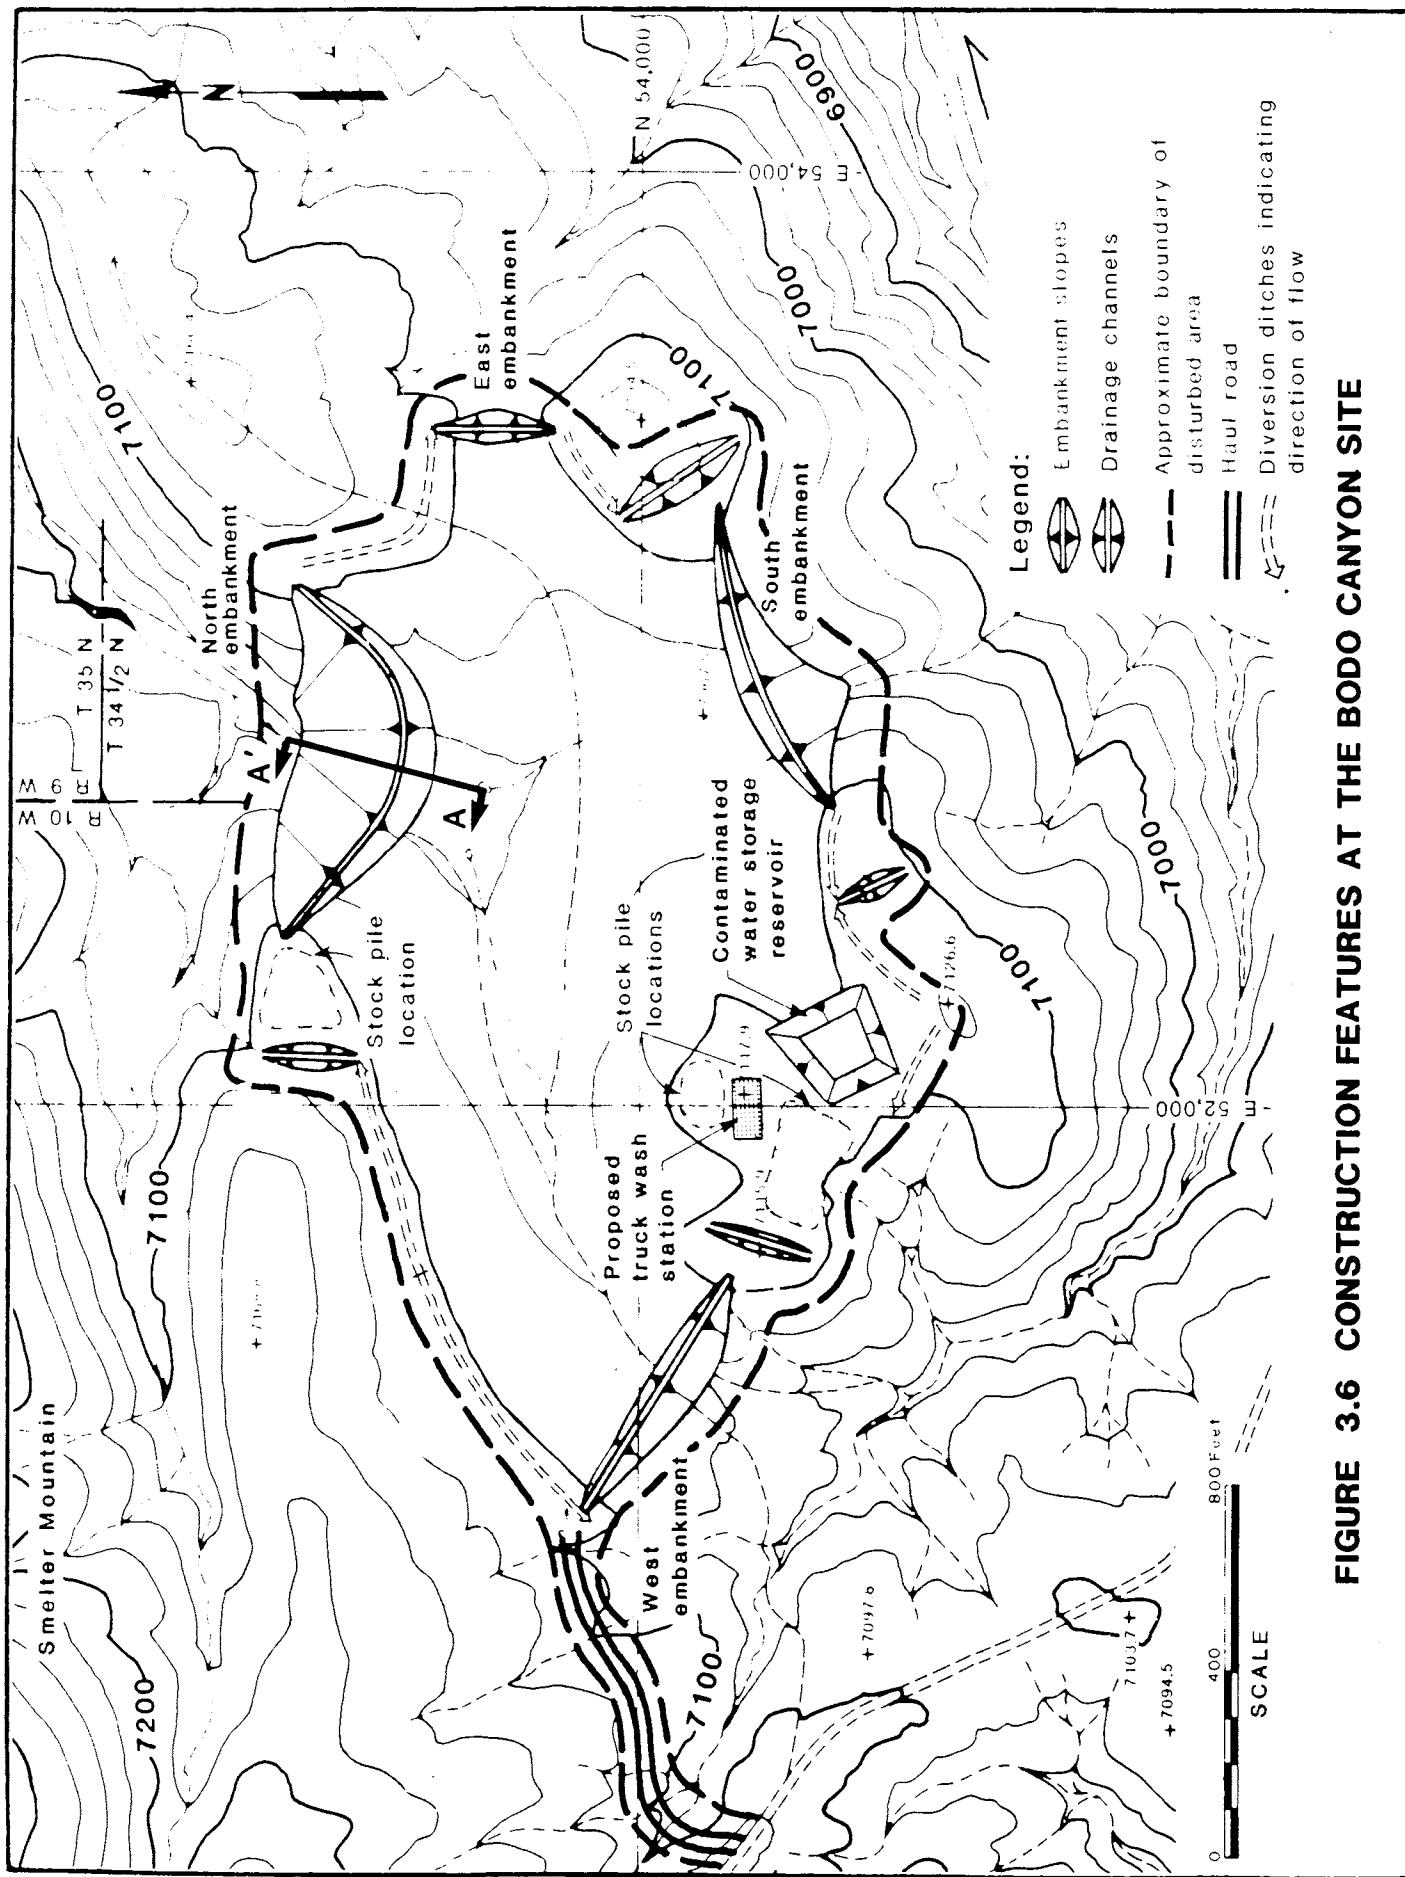 Smelter Mountain
7200
7100
R 10 W
R 9 W
T 35 N
T 34 1/2 N
7100
N
North
embankment
A'
A
Stock pile
location
East
embankment
N 54,000
E 54,000
6900
7000
7100
South
embankment
Stock pile
locations
Contaminated
water storage
reservoir
Proposed
truck wash
station
West
embankment
7100
+7126.6
7100
7000
E 52,000
+7097.6
7103.7+
+7094.5
0 400 800 Feet
SCALE
Legend:
Embankment slopes
Drainage channels
Approximate boundary of
disturbed area
Haul road
Diversion ditches indicating
direction of flow
FIGURE 3.6 CONSTRUCTION FEATURES AT THE BODO CANYON SITE